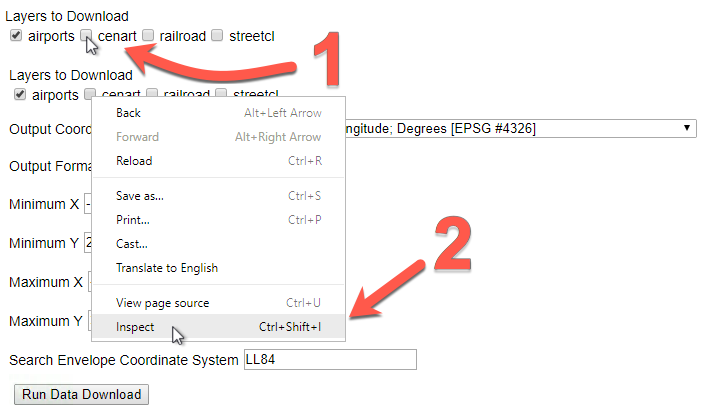 Layers to Download
airports cenart railroad streetcl
1
Layers to Download
airports cenart railroad streetcl
Back Alt+Left Arrow
Output Coord ngitude; Degrees [EPSG #4326]
Forward Alt+Right Arrow
Reload Ctrl+R
Output Forma
Save as... Ctrl+S
Minimum X -
Print... Ctrl+P
Minimum Y 2
Cast...
Translate to English
Maximum X
View page source Ctrl+U
Maximum Y
Inspect Ctrl+Shift+I
2
Search Envelope Coordinate System LL84
Run Data Download